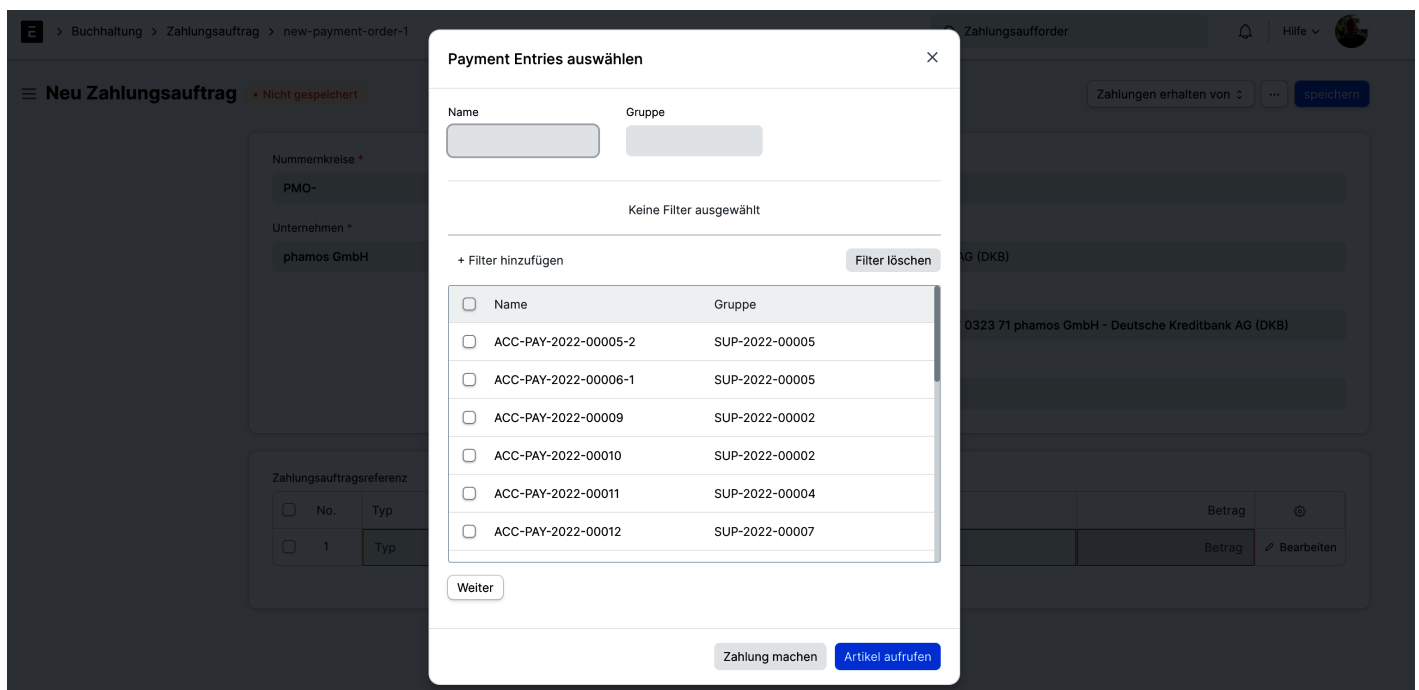 E > Buchhaltung > Zahlungsauftrag > new-payment-order-1
Zahlungsaufforder
Hilfe
Neu Zahlungsauftrag
• Nicht gespeichert
Zahlungen erhalten von
...
speichern
Nummernkreise *
PMO-
Unternehmen *
phamos GmbH
AG (DKB)
0323 71 phamos GmbH - Deutsche Kreditbank AG (DKB)
Zahlungsauftragsreferenz
No. Typ Betrag
1 Typ Betrag Bearbeiten
Payment Entries auswählen
Name Gruppe
Keine Filter ausgewählt
+ Filter hinzufügen Filter löschen
Name Gruppe
ACC-PAY-2022-00005-2 SUP-2022-00005
ACC-PAY-2022-00006-1 SUP-2022-00005
ACC-PAY-2022-00009 SUP-2022-00002
ACC-PAY-2022-00010 SUP-2022-00002
ACC-PAY-2022-00011 SUP-2022-00004
ACC-PAY-2022-00012 SUP-2022-00007
Weiter
Zahlung machen Artikel aufrufen